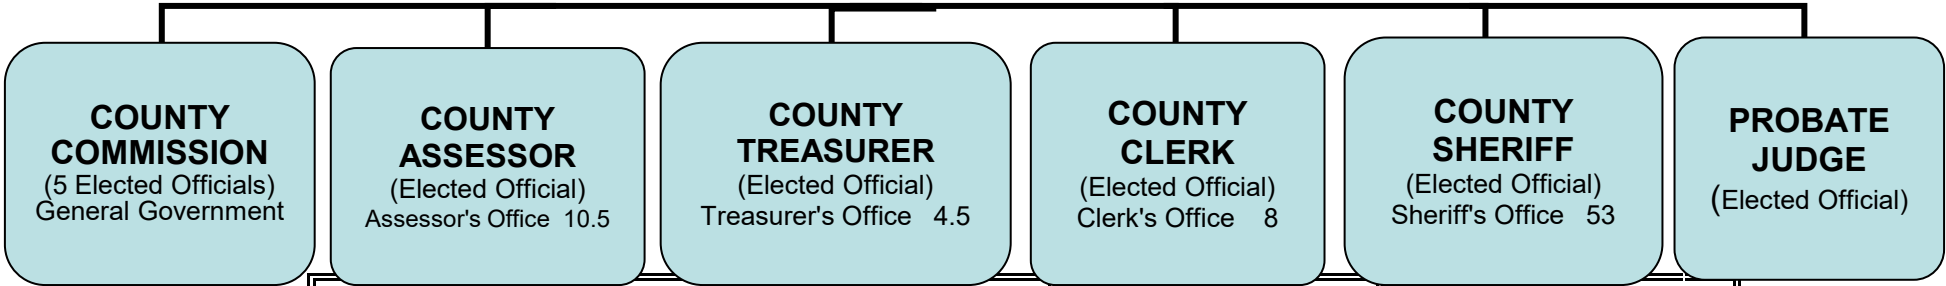 COUNTY
COMMISSION
(5 Elected Officials)
General Government
COUNTY
ASSESSOR
(Elected Official)
Assessor's Office 10.5
COUNTY
TREASURER
(Elected Official)
Treasurer's Office 4.5
COUNTY
CLERK
(Elected Official)
Clerk's Office 8
COUNTY
SHERIFF
(Elected Official)
Sheriff's Office 53
PROBATE
JUDGE
(Elected Official)